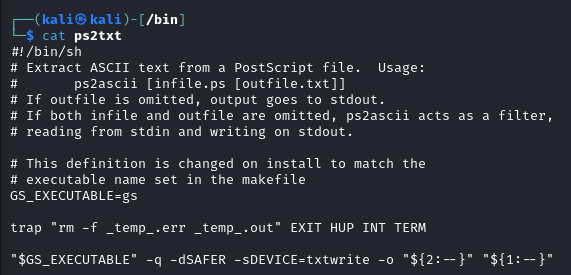 ┌──(kali㉿kali)-[/bin]
└─$ cat ps2txt
#!/bin/sh
# Extract ASCII text from a PostScript file.  Usage:
#       ps2ascii [infile.ps [outfile.txt]]
# If outfile is omitted, output goes to stdout.
# If both infile and outfile are omitted, ps2ascii acts as a filter,
# reading from stdin and writing on stdout.

# This definition is changed on install to match the
# executable name set in the makefile
GS_EXECUTABLE=gs

trap "rm -f _temp_.err _temp_.out" EXIT HUP INT TERM

"$GS_EXECUTABLE" -q -dSAFER -sDEVICE=txtwrite -o "${2:--}" "${1:--}"